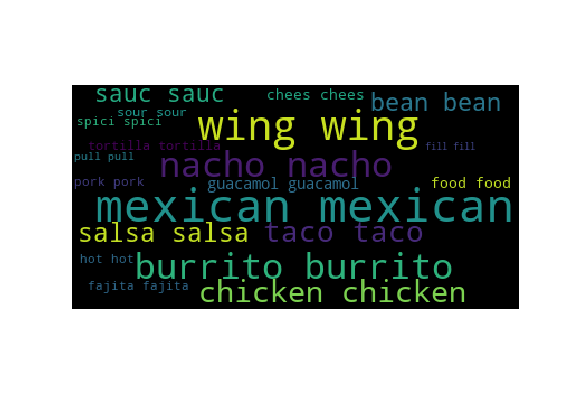 sauc sauc
chees chees
bean bean
sour sour
spici spici
wing wing
tortilla tortilla
fill fill
pull pull
nacho nacho
pork pork
guacamol guacamol
food food
mexican mexican
salsa salsa
taco taco
hot hot
burrito burrito
fajita fajita
chicken chicken